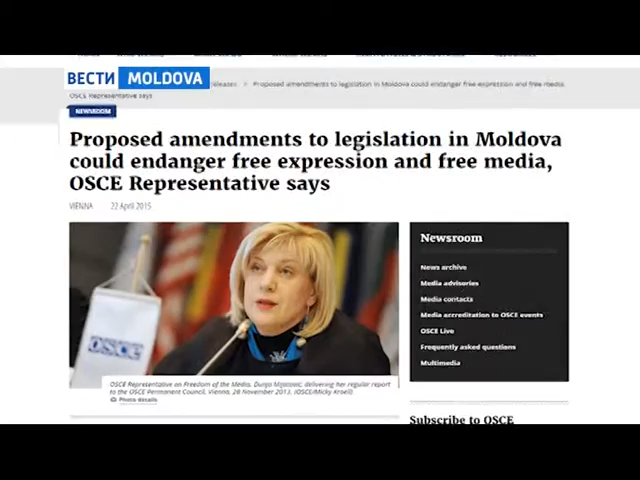 ВЕСТИ MOLDOVA
Proposed amendments to legislation in Moldova could endanger free expression and free media,
OSCE Representative says
NEWSROOM
Proposed amendments to legislation in Moldova
could endanger free expression and free media,
OSCE Representative says
VIENNA 22 April 2015
Newsroom
News archive
Media advisories
Media contacts
Media accreditation to OSCE events
OSCE Live
Frequently asked questions
Multimedia
OSCE
OSCE Representative on Freedom of the Media, Dunja Mijatovic, delivering her regular report
to the OSCE Permanent Council, Vienna, 28 November 2013. (OSCE/Micky Kroell)
Photo details
Subscribe to OSCE